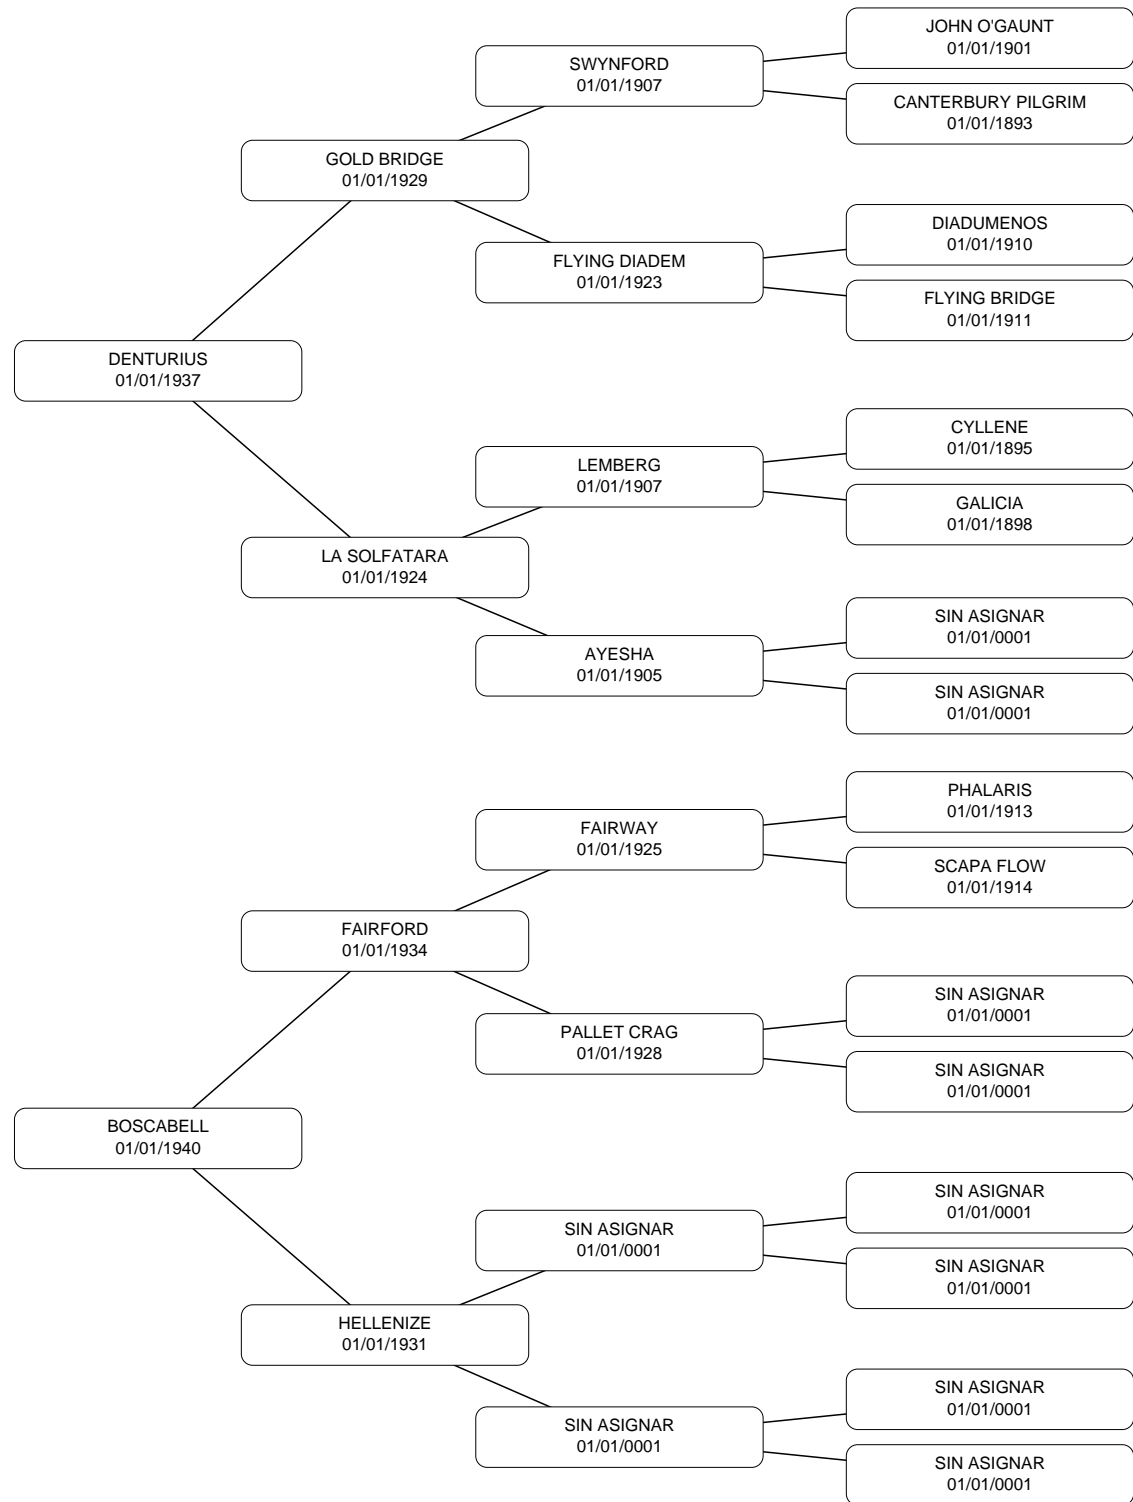 JOHN O'GAUNT
01/01/1901
SWYNFORD
01/01/1907
CANTERBURY PILGRIM
01/01/1893
GOLD BRIDGE
01/01/1929
DIADUMENOS
01/01/1910
FLYING DIADEM
01/01/1923
FLYING BRIDGE
01/01/1911
DENTURIUS
01/01/1937
CYLLENE
01/01/1895
LEMBERG
01/01/1907
GALICIA
01/01/1898
LA SOLFATARA
01/01/1924
SIN ASIGNAR
01/01/0001
AYESHA
01/01/1905
SIN ASIGNAR
01/01/0001
PHALARIS
01/01/1913
FAIRWAY
01/01/1925
SCAPA FLOW
01/01/1914
FAIRFORD
01/01/1934
SIN ASIGNAR
01/01/0001
PALLET CRAG
01/01/1928
SIN ASIGNAR
01/01/0001
BOSCABELL
01/01/1940
SIN ASIGNAR
01/01/0001
SIN ASIGNAR
01/01/0001
SIN ASIGNAR
01/01/0001
HELLENIZE
01/01/1931
SIN ASIGNAR
01/01/0001
SIN ASIGNAR
01/01/0001
SIN ASIGNAR
01/01/0001